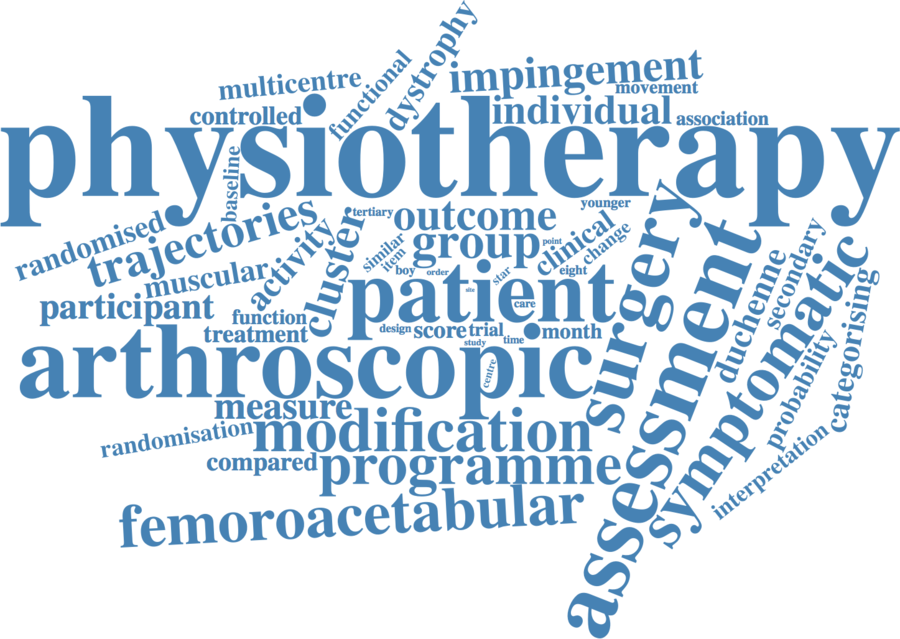 dystrophy
functional
multicentre
impingement
movement
controlled
individual
association
physiotherapy
baseline
tertiary
younger
randomised
trajectories
outcome
surgery
activity
cluster
similar
item
group
point
clinical
change
muscular
boy
order
star
eight
assessment
symptomatic
secondary
duchenne
categorising
participant
patient
site
care
function
treatment
design
score
trial
month
study
time
arthroscopic
centre
probability
measure
modification
randomisation
interpretation
compared
programme
femoroacetabular